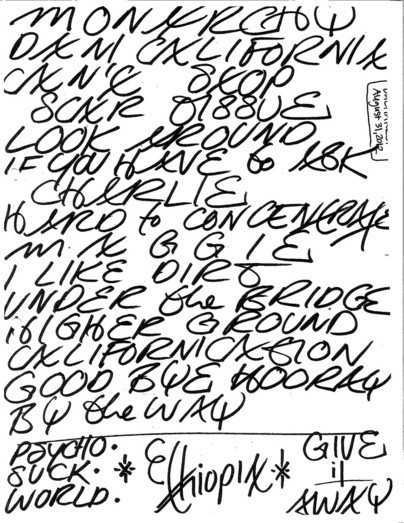 MONARCHY
DANI CALIFORNIA
CAN'T STOP
SCAR TISSUE
LOOK AROUND
IF YOU HAVE to ASK
CHARLIE
HARD to CONCENTRATE
MAGGIE
I LIKE DIRT
UNDER the BRIDGE
HIGHER GROUND
CALIFORNICATION
GOOD BYE HOORAY
BY the WAY
PSYCHO.
SUCK.
WORLD.
* Ethiopia *
GIVE
it
AWAY
August 31, 2012